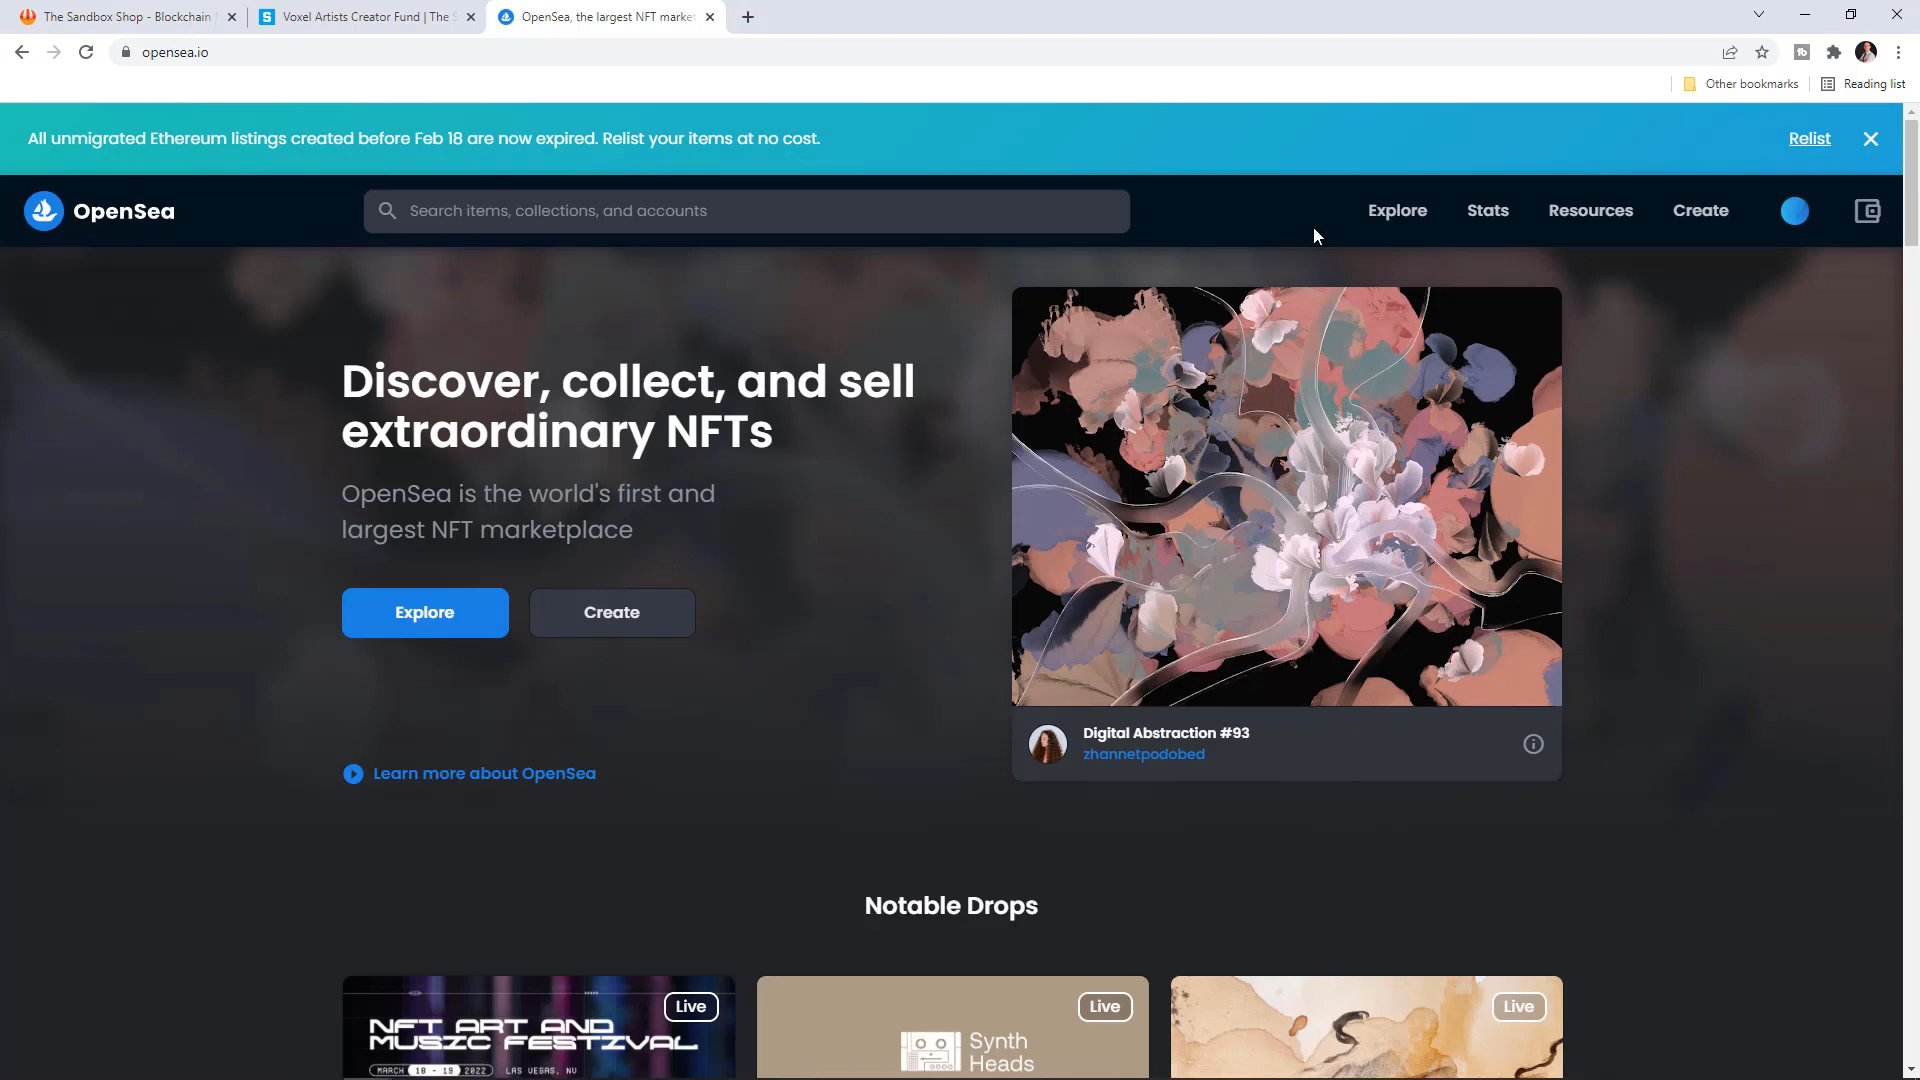 The Sandbox Shop - Blockchain
Voxel Artists Creator Fund | The S
OpenSea, the largest NFT market
opensea.io
Other bookmarks
Reading list
All unmigrated Ethereum listings created before Feb 18 are now expired. Relist your items at no cost.
Relist
OpenSea
Search items, collections, and accounts
Explore
Stats
Resources
Create
Discover, collect, and sell
extraordinary NFTs
OpenSea is the world's first and
largest NFT marketplace
Explore
Create
Digital Abstraction #93
zhannetpodobed
Learn more about OpenSea
Notable Drops
Live
NFT ART AND
MUSIC FESTIVAL
MARCH 18 - 19 2022 LAS VEGAS, NV
Live
Synth
Heads
Live